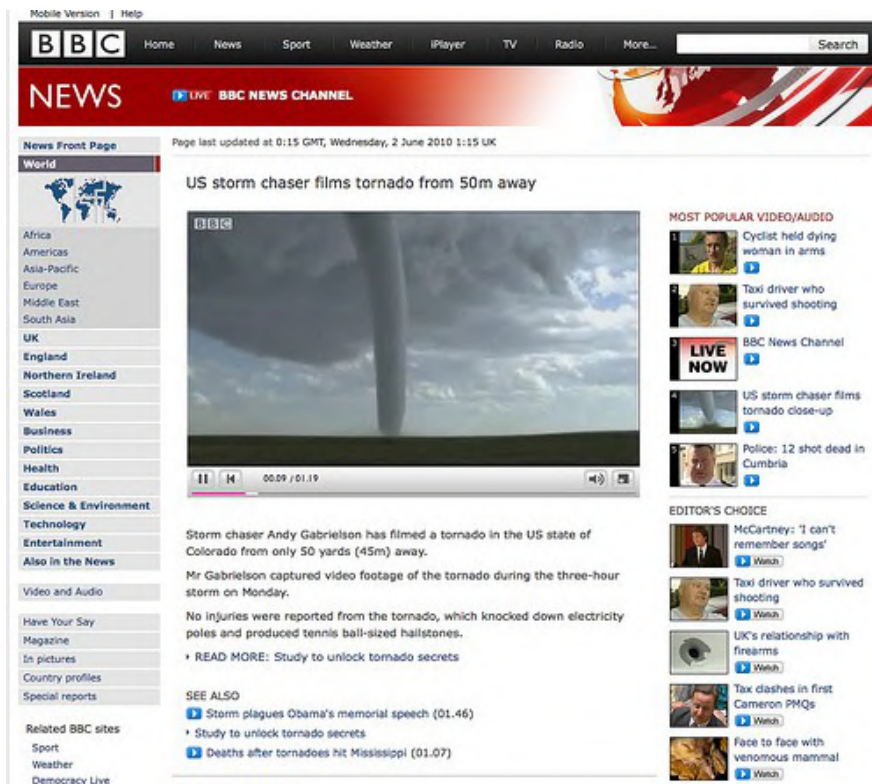 Mobile Version | Help
BBC Home News Sport Weather iPlayer TV Radio More... Search
NEWS LIVE BBC NEWS CHANNEL
Page last updated at 0:15 GMT, Wednesday, 2 June 2010 1:15 UK
News Front Page
World
Africa
Americas
Asia-Pacific
Europe
Middle East
South Asia
UK
England
Northern Ireland
Scotland
Wales
Business
Politics
Health
Education
Science & Environment
Technology
Entertainment
Also in the News
Video and Audio
Have Your Say
Magazine
In pictures
Country profiles
Special reports
Related BBC sites
Sport
Weather
Democracy Live
US storm chaser films tornado from 50m away
BBC
00.09 / 01.19
Storm chaser Andy Gabrielson has filmed a tornado in the US state of
Colorado from only 50 yards (45m) away.
Mr Gabrielson captured video footage of the tornado during the three-hour
storm on Monday.
No injuries were reported from the tornado, which knocked down electricity
poles and produced tennis ball-sized hailstones.
READ MORE: Study to unlock tornado secrets
SEE ALSO
Storm plagues Obama's memorial speech (01.46)
Study to unlock tornado secrets
Deaths after tornadoes hit Mississippi (01.07)
MOST POPULAR VIDEO/AUDIO
1
Cyclist held dying
woman in arms
2
Taxi driver who
survived shooting
3
LIVE
NOW
BBC News Channel
4
US storm chaser films
tornado close-up
5
Police: 12 shot dead in
Cumbria
EDITOR'S CHOICE
McCartney: 'I can't
remember songs'
Watch
Taxi driver who survived
shooting
Watch
UK's relationship with
firearms
Watch
Tax clashes in first
Cameron PMQs
Watch
Face to face with
venomous mammal
Watch